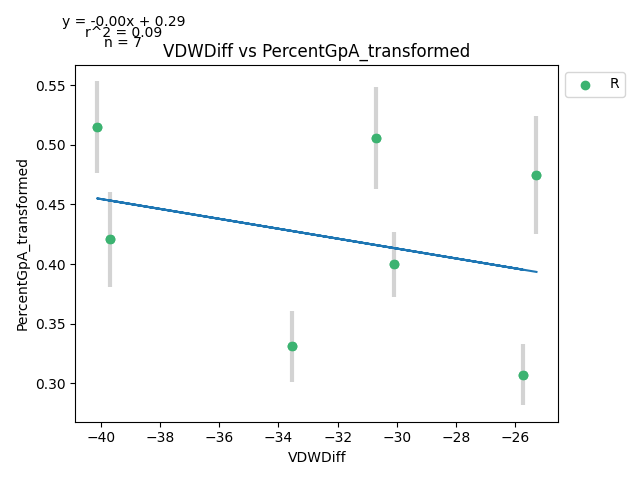 y = -0.00x + 0.29
r^2 = 0.09
n = 7
VDWDiff vs PercentGpA_transformed
R
PercentGpA_transformed
0.55
0.50
0.45
0.40
0.35
0.30
−40
−38
−36
−34
−32
−30
−28
−26
VDWDiff